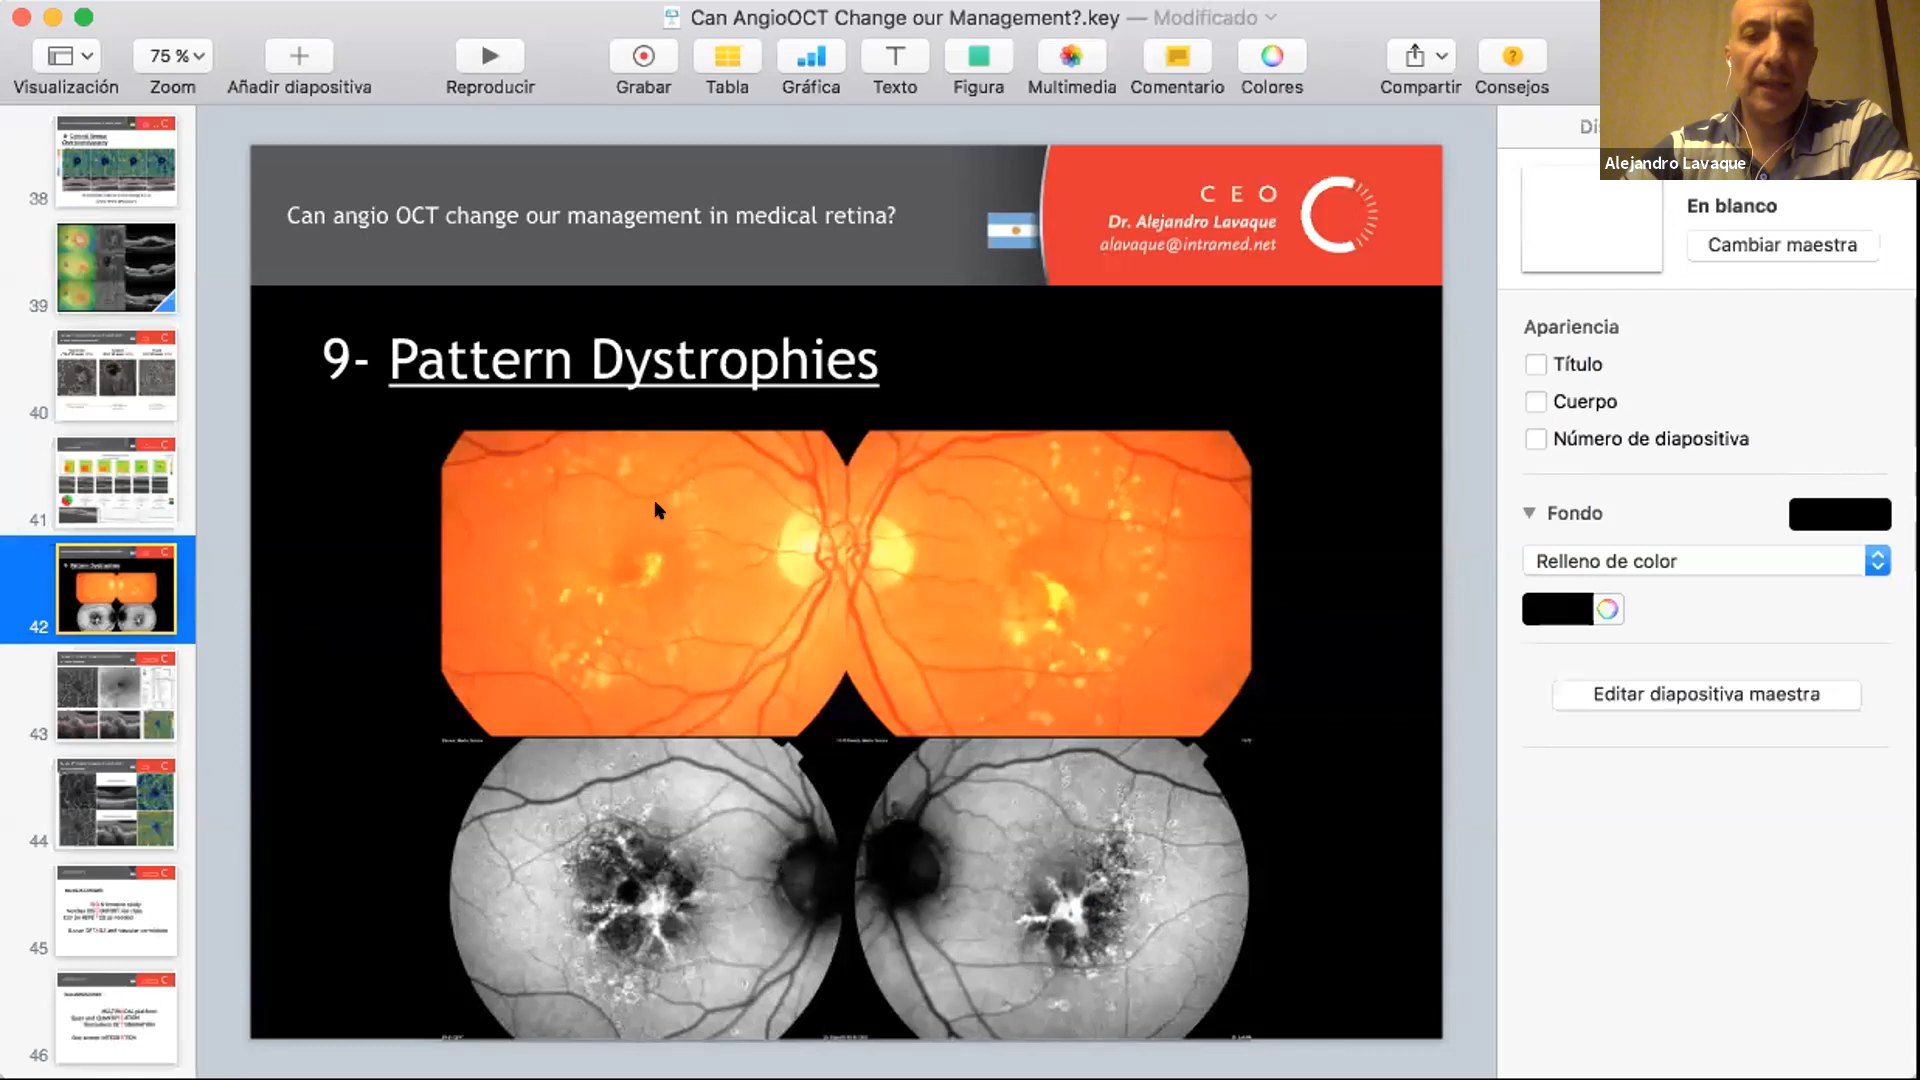 Can AngioOCT Change our Management?.key — Modificado
75 %
Visualización
Zoom
Añadir diapositiva
Reproducir
Grabar
Tabla
Gráfica
Texto
Figura
Multimedia
Comentario
Colores
Compartir
Consejos
Alejandro Lavaque
38
39
40
41
42
43
44
45
46
Can angio OCT change our management in medical retina?
CEO
Dr. Alejandro Lavaque
alavaque@intramed.net
9- Pattern Dystrophies
En blanco
Cambiar maestra
Apariencia
Título
Cuerpo
Número de diapositiva
Fondo
Relleno de color
Editar diapositiva maestra